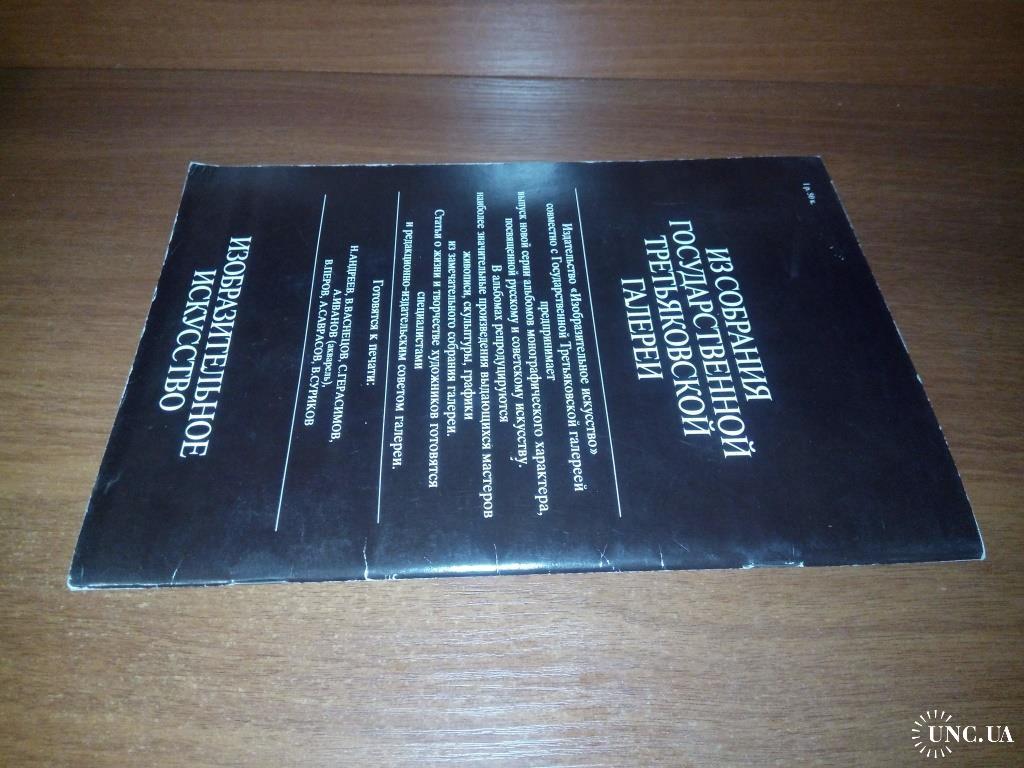 1 р. 50 к.
ИЗ СОБРАНИЯ
ГОСУДАРСТВЕННОЙ
ТРЕТЬЯКОВСКОЙ
ГАЛЕРЕИ
Издательство «Изобразительное искусство»
совместно с Государственной Третьяковской галереей
предпринимает
выпуск новой серии альбомов монографического характера,
посвященной русскому и советскому искусству.
В альбомах репродуцируются
наиболее значительные произведения выдающихся мастеров
живописи, скульптуры, графики
из замечательного собрания галереи.
Статьи о жизни и творчестве художников готовятся
специалистами
и редакционно-издательским советом галереи.
Готовятся к печати:
Н.АНДРЕЕВ, В.ВАСНЕЦОВ, С.ГЕРАСИМОВ,
А.ИВАНОВ (акварель),
В.ПЕРОВ, А.САВРАСОВ, В.СУРИКОВ
ИЗОБРАЗИТЕЛЬНОЕ
ИСКУССТВО
UNC.UA